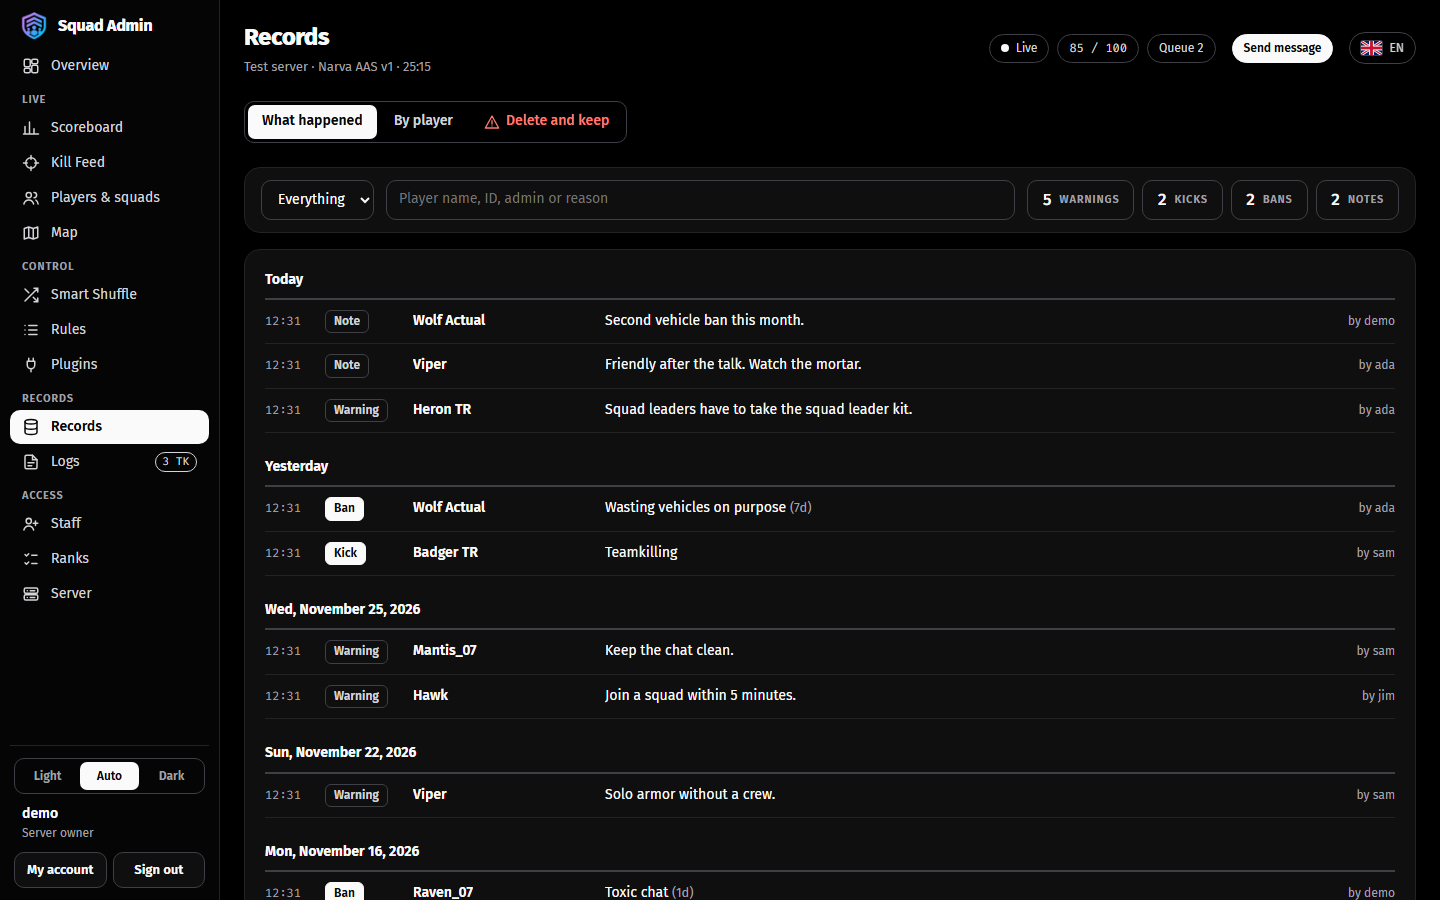 Squad Admin
Overview
LIVE
Scoreboard
Kill Feed
Players & squads
Map
CONTROL
Smart Shuffle
Rules
Plugins
RECORDS
Records
Logs 3 TK
ACCESS
Staff
Ranks
Server
Light Auto Dark
demo
Server owner
My account Sign out
Records
Test server · Narva AAS v1 · 25:15
Live 85 / 100 Queue 2 Send message EN
What happened By player Delete and keep
Everything Player name, ID, admin or reason 5 WARNINGS 2 KICKS 2 BANS 2 NOTES
Today
12:31 Note Wolf Actual Second vehicle ban this month. by demo
12:31 Note Viper Friendly after the talk. Watch the mortar. by ada
12:31 Warning Heron TR Squad leaders have to take the squad leader kit. by ada
Yesterday
12:31 Ban Wolf Actual Wasting vehicles on purpose (7d) by ada
12:31 Kick Badger TR Teamkilling by sam
Wed, November 25, 2026
12:31 Warning Mantis_07 Keep the chat clean. by sam
12:31 Warning Hawk Join a squad within 5 minutes. by jim
Sun, November 22, 2026
12:31 Warning Viper Solo armor without a crew. by sam
Mon, November 16, 2026
12:31 Ban Raven_07 Toxic chat (1d) by demo